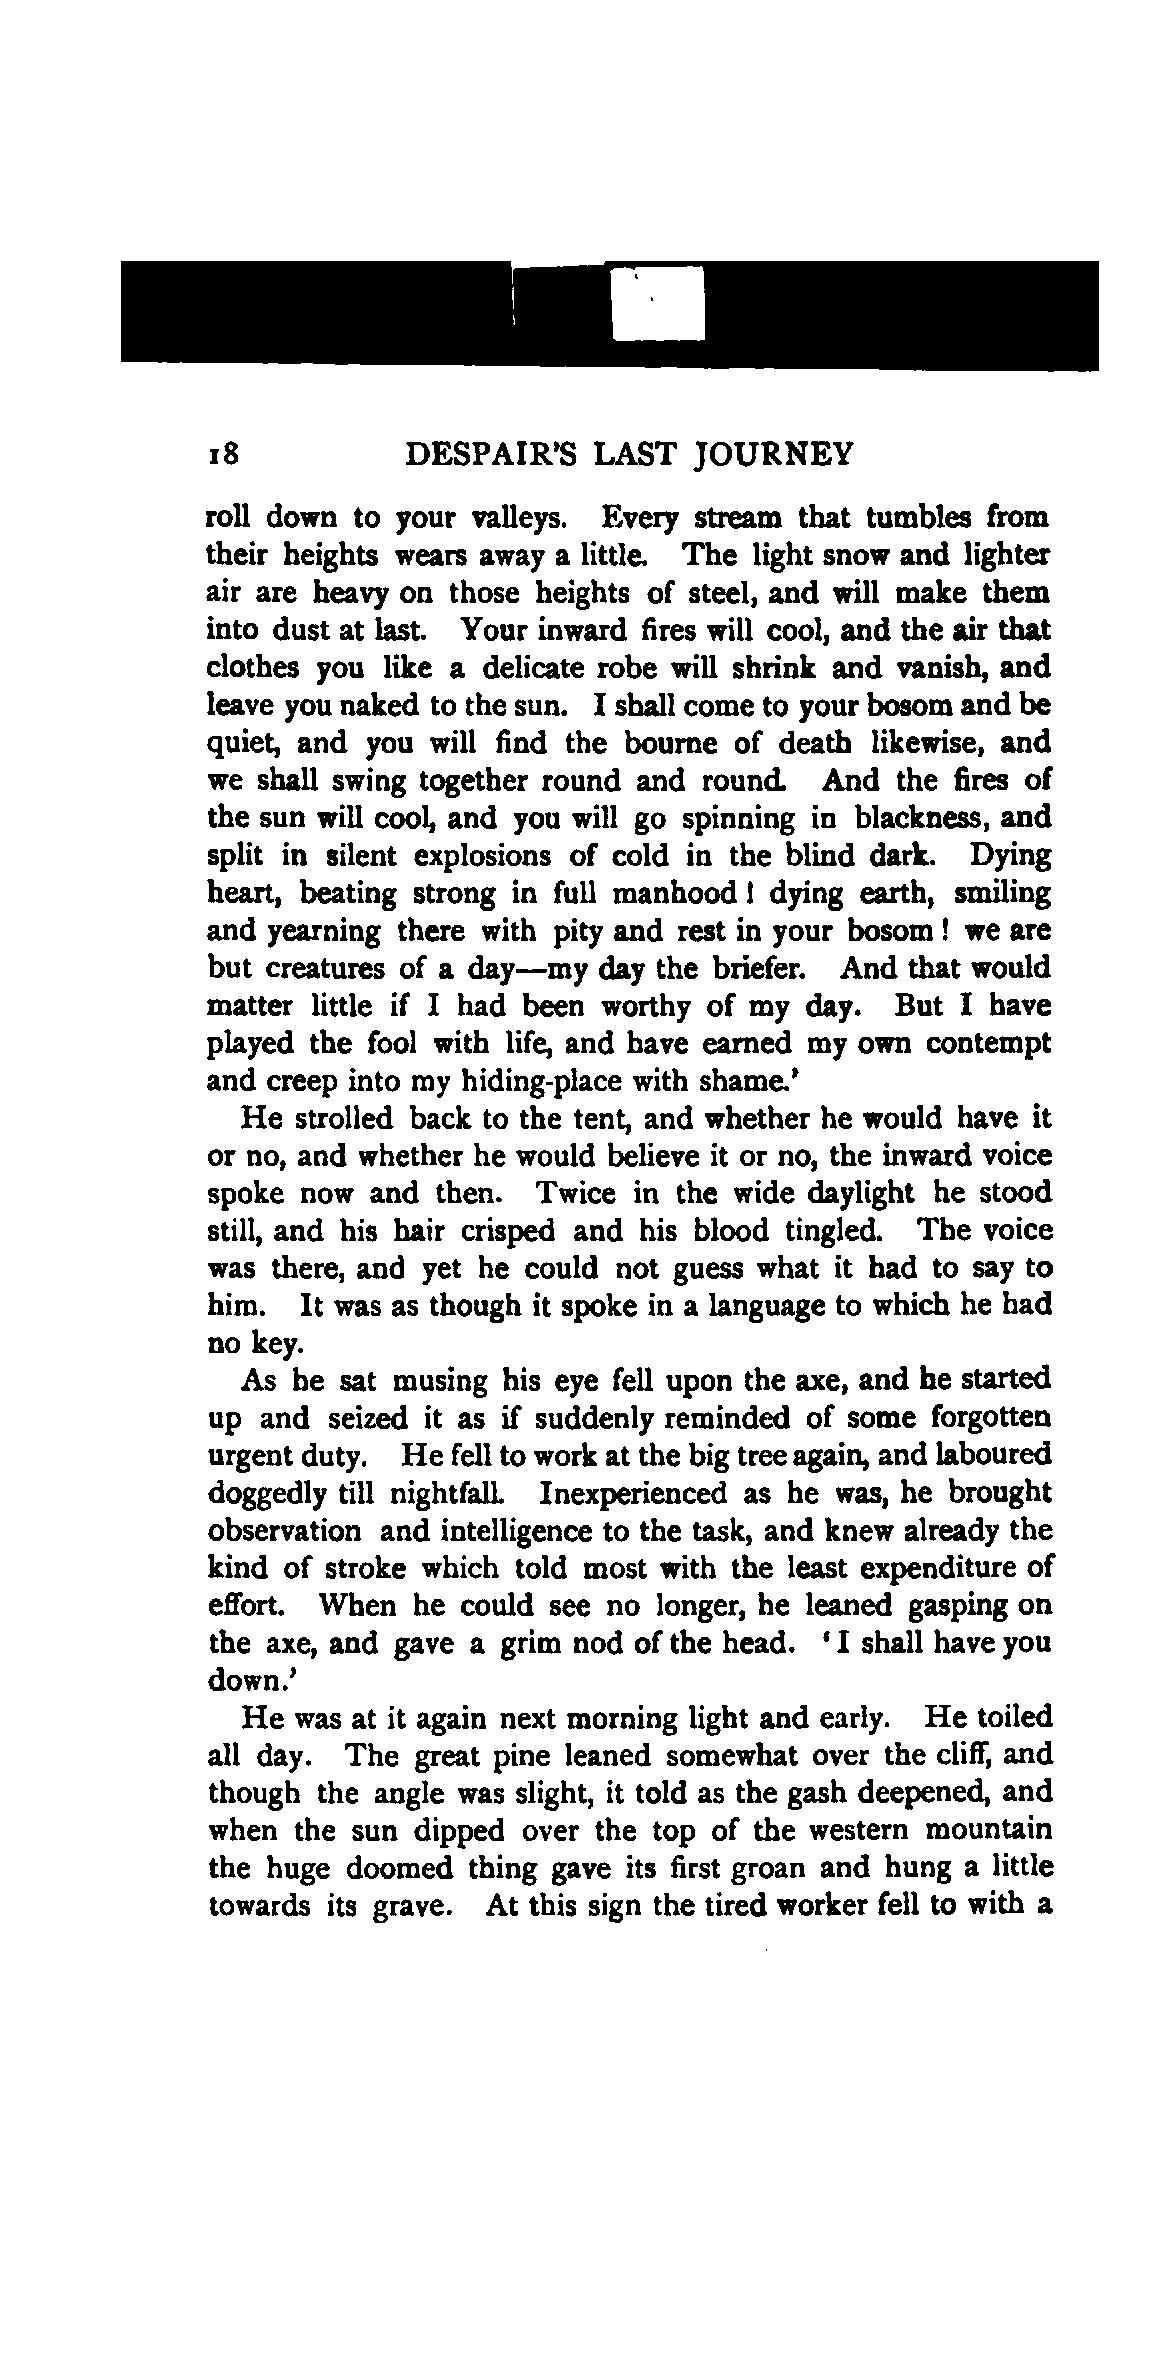 18 DESPAIR'S LAST JOURNEY
roll down to your valleys. Every stream that tumbles from
their heights wears away a little. The light snow and lighter
air are heavy on those heights of steel, and will make them
into dust at last. Your inward fires will cool, and the air that
clothes you like a delicate robe will shrink and vanish, and
leave you naked to the sun. I shall come to your bosom and be
quiet, and you will find the bourne of death likewise, and
we shall swing together round and round. And the fires of
the sun will cool, and you will go spinning in blackness, and
split in silent explosions of cold in the blind dark. Dying
heart, beating strong in full manhood! dying earth, smiling
and yearning there with pity and rest in your bosom! we are
but creatures of a day—my day the briefer. And that would
matter little if I had been worthy of my day. But I have
played the fool with life, and have earned my own contempt
and creep into my hiding-place with shame.'
He strolled back to the tent, and whether he would have it
or no, and whether he would believe it or no, the inward voice
spoke now and then. Twice in the wide daylight he stood
still, and his hair crisped and his blood tingled. The voice
was there, and yet he could not guess what it had to say to
him. It was as though it spoke in a language to which he had
no key.
As he sat musing his eye fell upon the axe, and he started
up and seized it as if suddenly reminded of some forgotten
urgent duty. He fell to work at the big tree again, and laboured
doggedly till nightfall. Inexperienced as he was, he brought
observation and intelligence to the task, and knew already the
kind of stroke which told most with the least expenditure of
effort. When he could see no longer, he leaned gasping on
the axe, and gave a grim nod of the head. 'I shall have you
down.'
He was at it again next morning light and early. He toiled
all day. The great pine leaned somewhat over the cliff, and
though the angle was slight, it told as the gash deepened, and
when the sun dipped over the top of the western mountain
the huge doomed thing gave its first groan and hung a little
towards its grave. At this sign the tired worker fell to with a